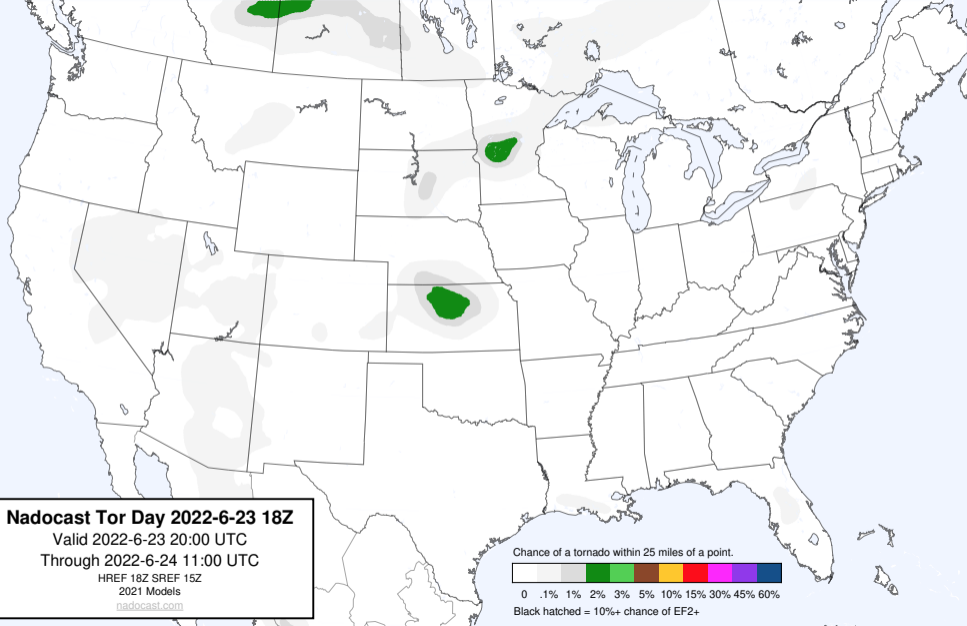 Nadocast Tor Day 2022-6-23 18Z
Valid 2022-6-23 20:00 UTC
Through 2022-6-24 11:00 UTC
HREF 18Z SREF 15Z
2021 Models
nadocast.com
Chance of a tornado within 25 miles of a point.
0 .1% 1% 2% 3% 5% 10% 15% 30% 45% 60%
Black hatched = 10%+ chance of EF2+